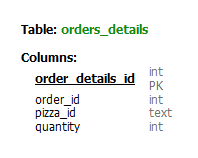 Table: orders_details
Columns:
order_details_id int PK
order_id int
pizza_id text
quantity int